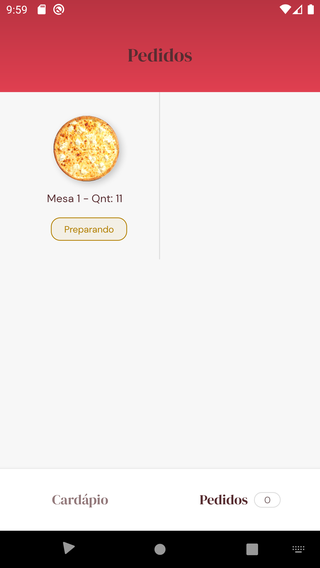 9:59
Pedidos
Mesa 1 - Qnt: 11
Preparando
Cardápio
Pedidos 0